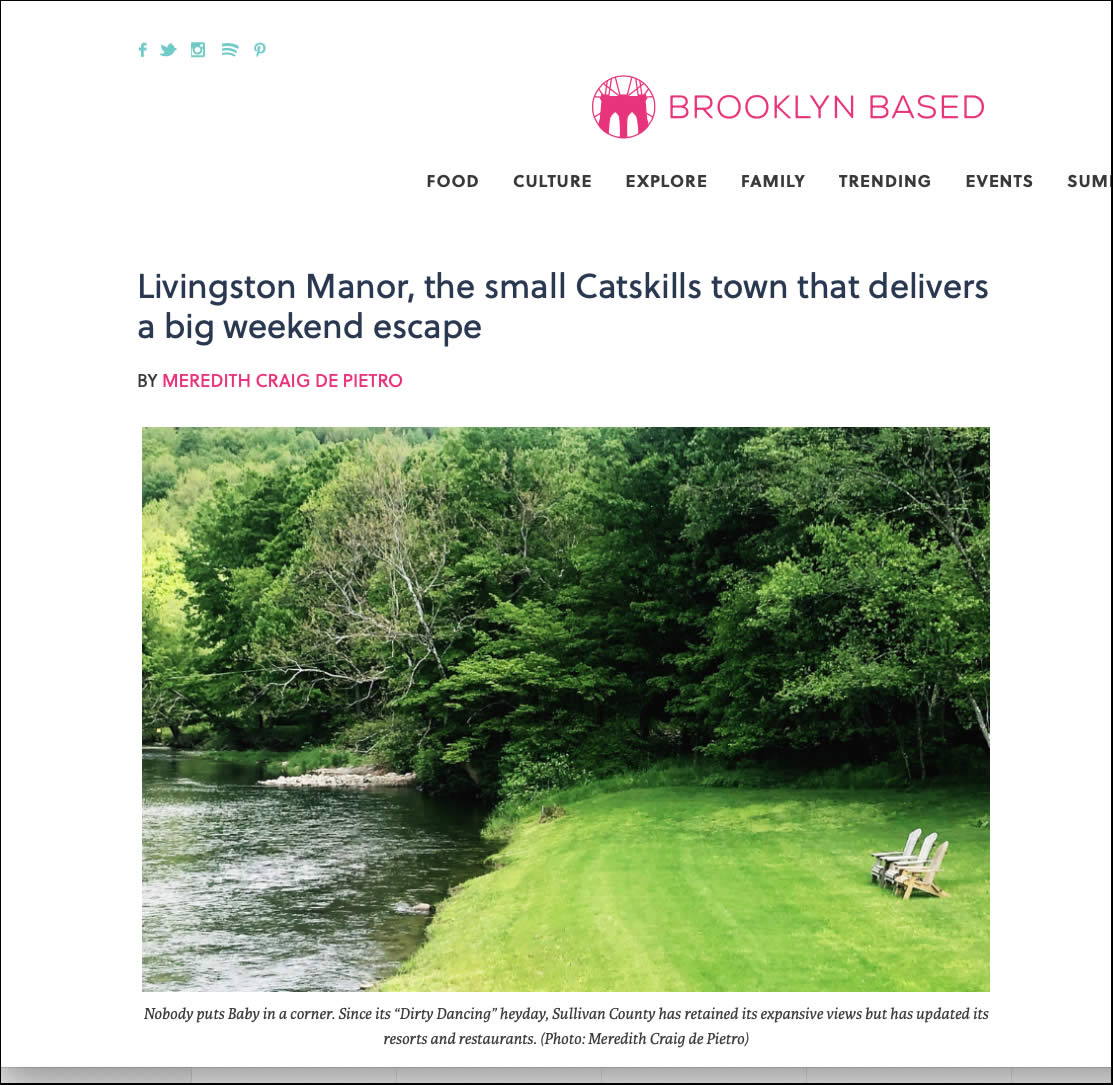 BROOKLYN BASED
FOOD CULTURE EXPLORE FAMILY TRENDING EVENTS
Livingston Manor, the small Catskills town that delivers
a big weekend escape
BY MEREDITH CRAIG DE PIETRO
Nobody puts Baby in a corner. Since its “Dirty Dancing” heyday, Sullivan County has retained its expansive views but has updated its
resorts and restaurants. (Photo: Meredith Craig de Pietro)